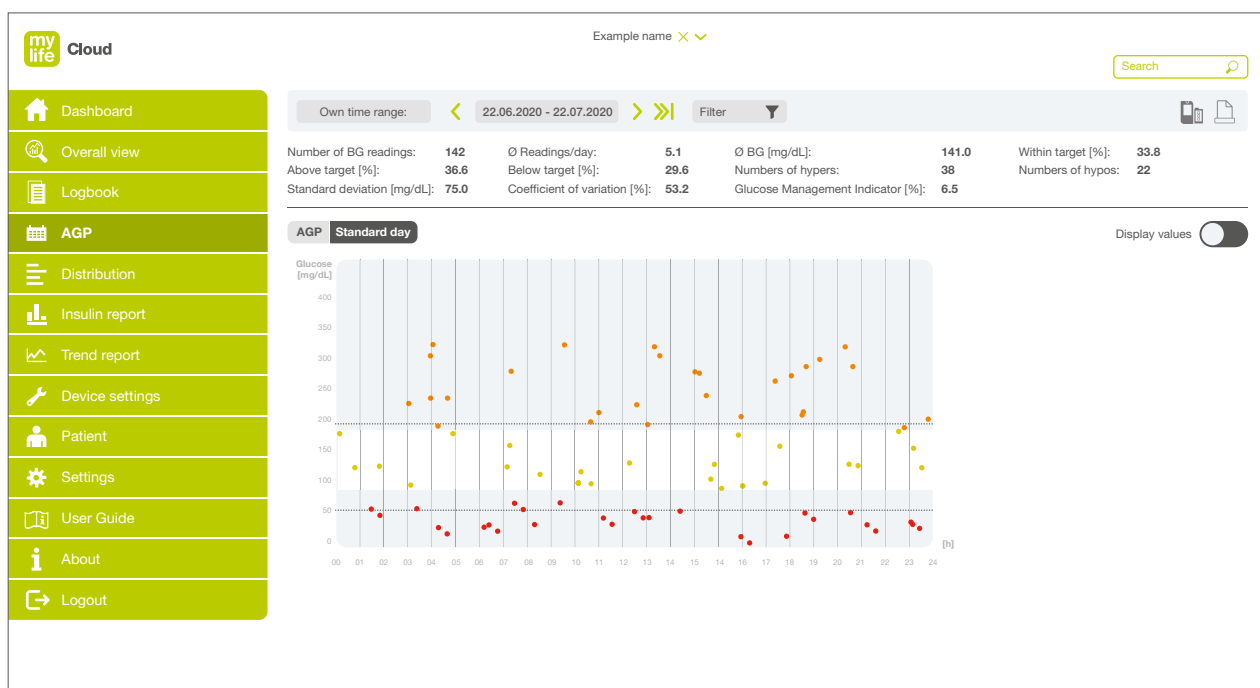 my
life
Cloud
Example name
Search
Dashboard
Overall view
Logbook
AGP
Distribution
Insulin report
Trend report
Device settings
Patient
Settings
User Guide
About
Logout
Own time range: 22.06.2020 - 22.07.2020 Filter
Number of BG readings: 142 Ø Readings/day: 5.1 Ø BG [mg/dL]: 141.0 Within target [%]: 33.8
Above target [%]: 36.6 Below target [%]: 29.6 Numbers of hypers: 38 Numbers of hypos: 22
Standard deviation [mg/dL]: 75.0 Coefficient of variation [%]: 53.2 Glucose Management Indicator [%]: 6.5
AGP Standard day Display values
Glucose
[mg/dL]
400
350
300
250
200
150
100
50
0
[h]
00 01 02 03 04 05 06 07 08 09 10 11 12 13 14 15 14 16 17 18 19 20 21 22 23 24